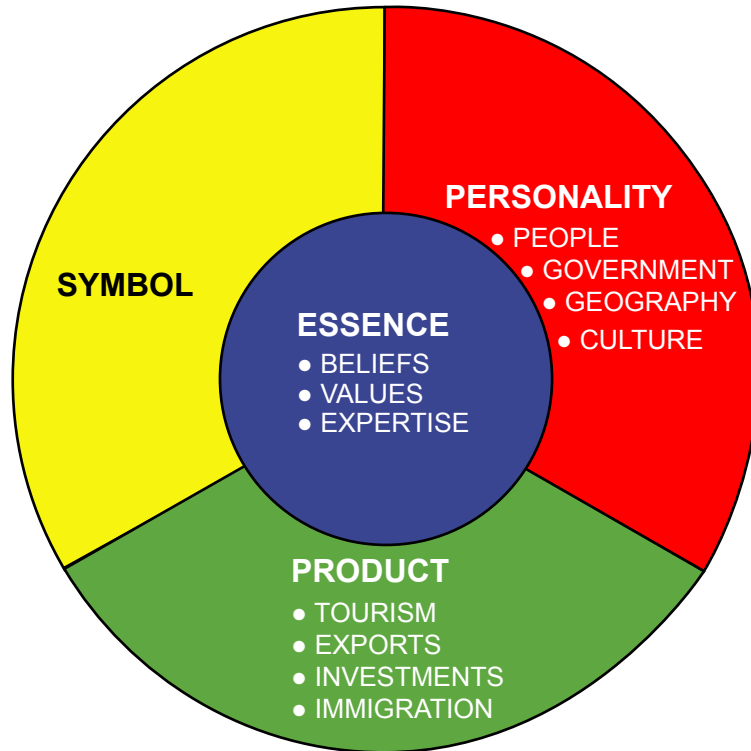 SYMBOL
PERSONALITY
● PEOPLE
● GOVERNMENT
● GEOGRAPHY
● CULTURE
ESSENCE
● BELIEFS
● VALUES
● EXPERTISE
PRODUCT
● TOURISM
● EXPORTS
● INVESTMENTS
● IMMIGRATION